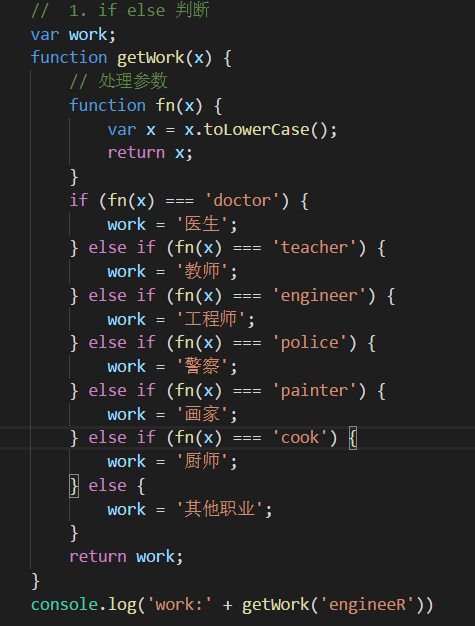 //  1. if else 判断
var work;
function getWork(x) {
    // 处理参数
    function fn(x) {
        var x = x.toLowerCase();
        return x;
    }
    if (fn(x) === 'doctor') {
        work = '医生';
    } else if (fn(x) === 'teacher') {
        work = '教师';
    } else if (fn(x) === 'engineer') {
        work = '工程师';
    } else if (fn(x) === 'police') {
        work = '警察';
    } else if (fn(x) === 'painter') {
        work = '画家';
    } else if (fn(x) === 'cook') {
        work = '厨师';
    } else {
        work = '其他职业';
    }
    return work;
}
console.log('work:' + getWork('engineeR'))